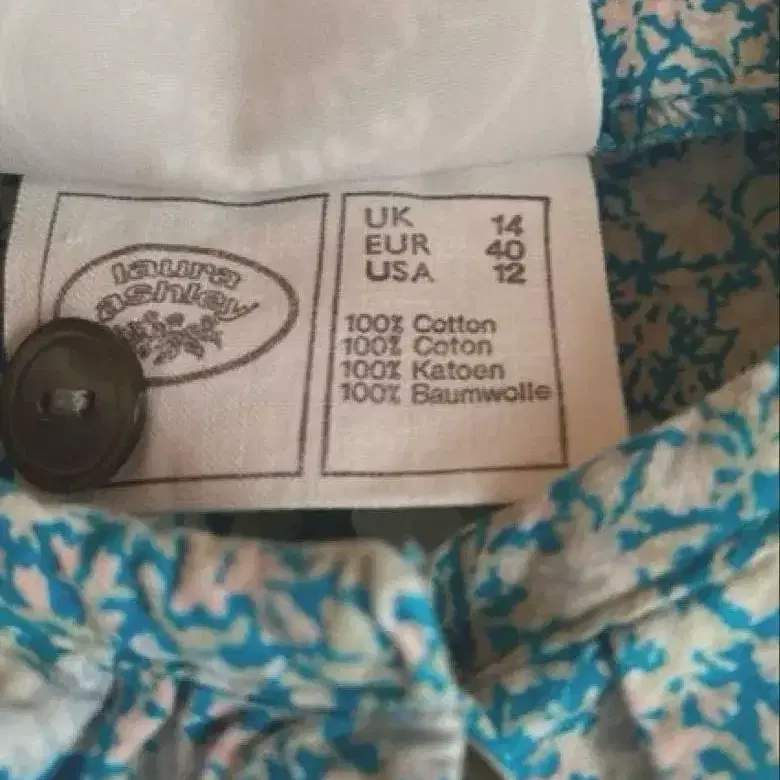 laura
ashley
UK 14
EUR 40
USA 12
100% Cotton
100% Coton
100% Katoen
100% Baumwolle